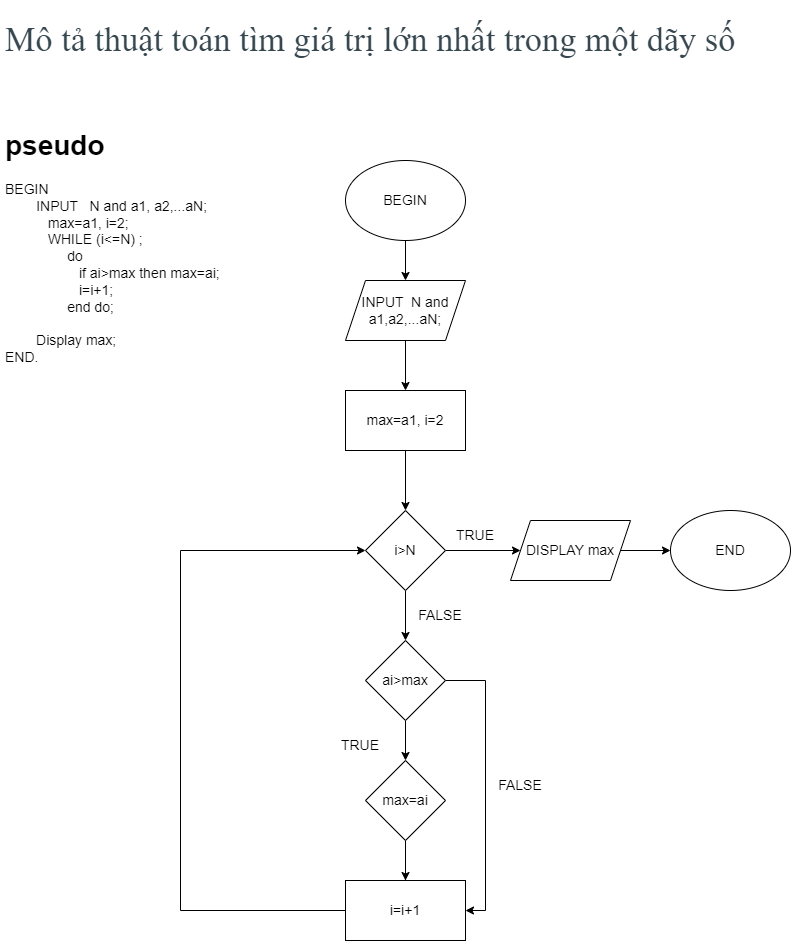 Mô tả thuật toán tìm giá trị lớn nhất trong một dãy số
pseudo
BEGIN
INPUT N and a1, a2,...aN;
max=a1, i=2;
WHILE (i<=N) ;
do
if ai>max then max=ai;
i=i+1;
end do;
Display max;
END.
BEGIN
INPUT N and
a1,a2,...aN;
max=a1, i=2
i>N
TRUE
DISPLAY max
END
FALSE
ai>max
TRUE
FALSE
max=ai
i=i+1